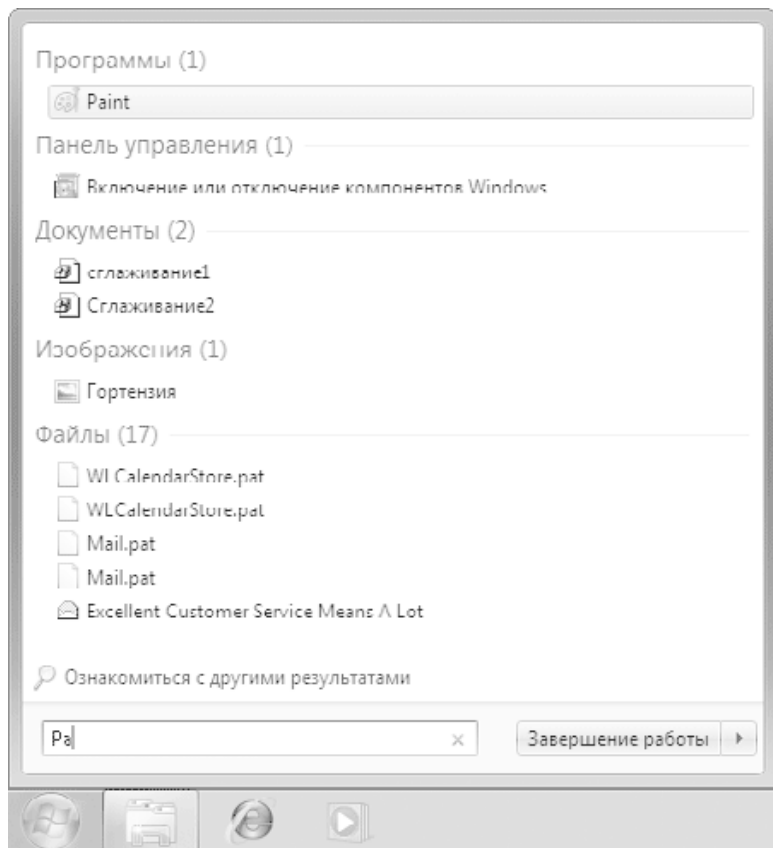 Программы (1)
Paint
Панель управления (1)
Включение или отключение компонентов Windows
Документы (2)
сглаживание1
Сглаживание2
Изображения (1)
Гортензия
Файлы (17)
WLCalendarStore.pat
WLCalendarStore.pat
Mail.pat
Mail.pat
Excellent Customer Service Means A Lot
Ознакомиться с другими результатами
Pa
Завершение работы